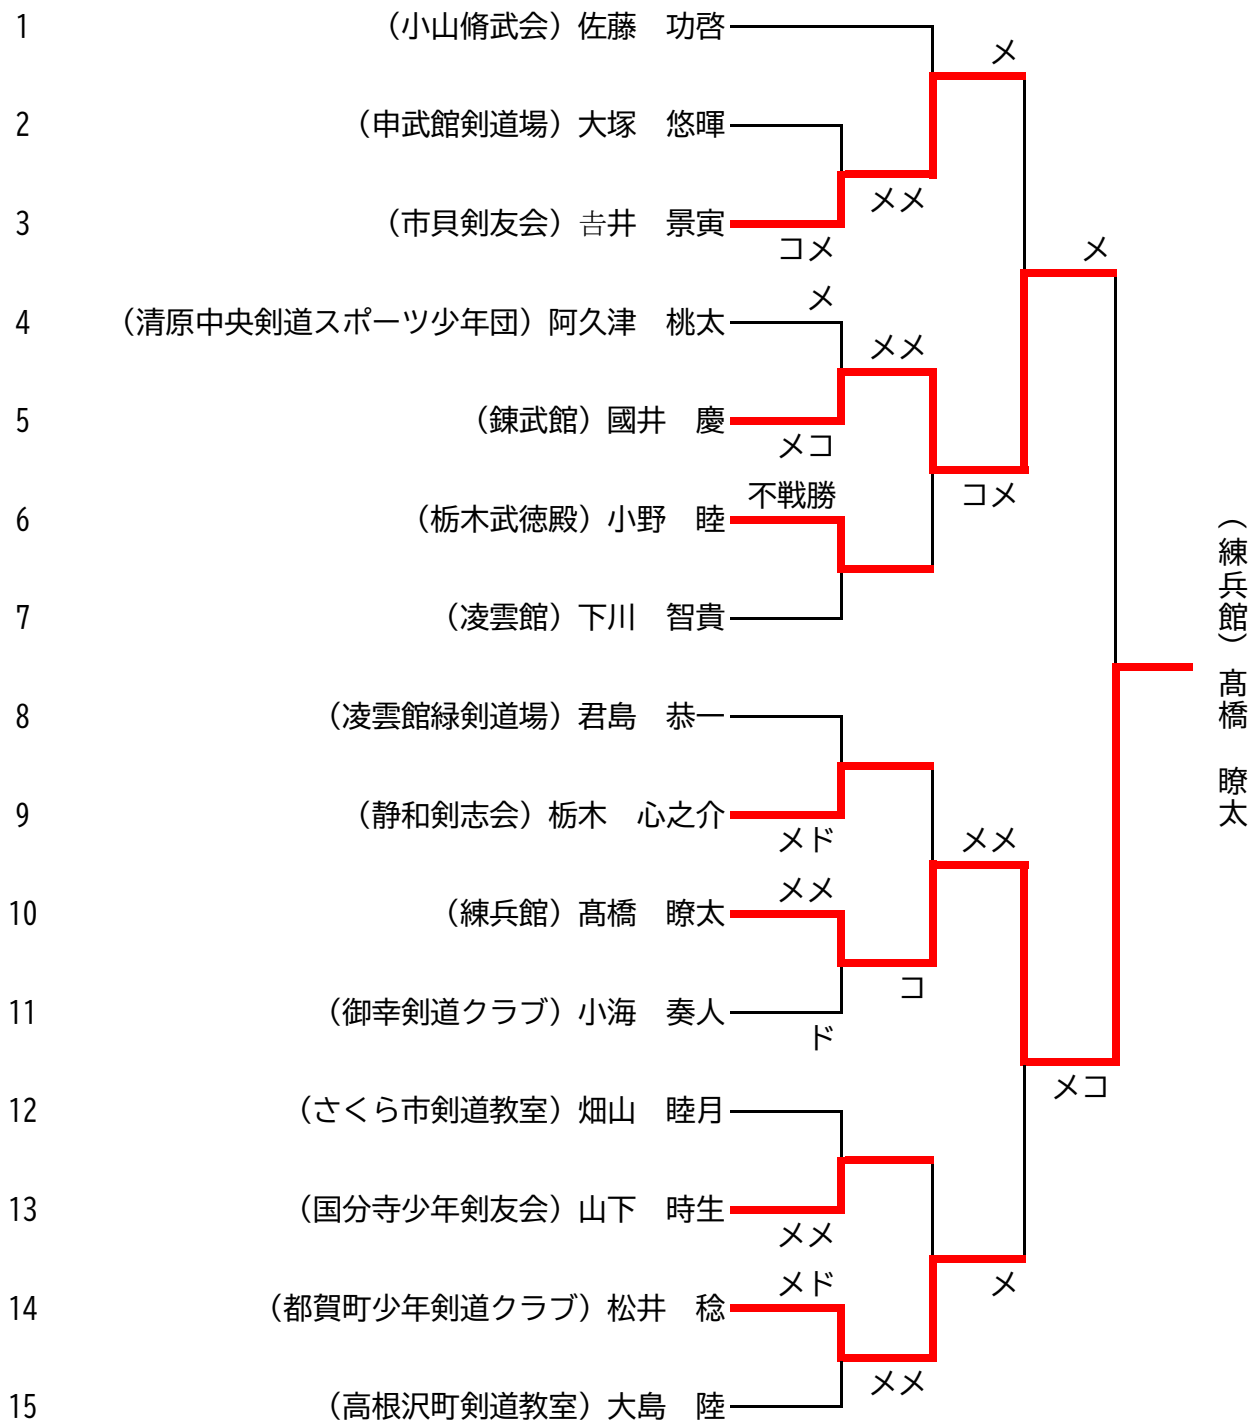 1 （小山脩武会）佐藤　功啓
メ
2 （申武館剣道場）大塚　悠暉
メメ
3 （市貝剣友会）𠮷井　景寅
コメ
メ
メ
4 （清原中央剣道スポーツ少年団）阿久津　桃太
メメ
5 （錬武館）國井　慶
メコ
不戦勝
コメ
6 （栃木武徳殿）小野　睦
7 （凌雲館）下川　智貴
（練兵館）髙橋　瞭太
8 （凌雲館緑剣道場）君島　恭一
9 （静和剣志会）栃木　心之介
メド
メメ
メメ
10 （練兵館）髙橋　瞭太
コ
11 （御幸剣道クラブ）小海　奏人
ド
メコ
12 （さくら市剣道教室）畑山　睦月
13 （国分寺少年剣友会）山下　時生
メメ
メド
メ
14 （都賀町少年剣道クラブ）松井　稔
メメ
15 （高根沢町剣道教室）大島　陸